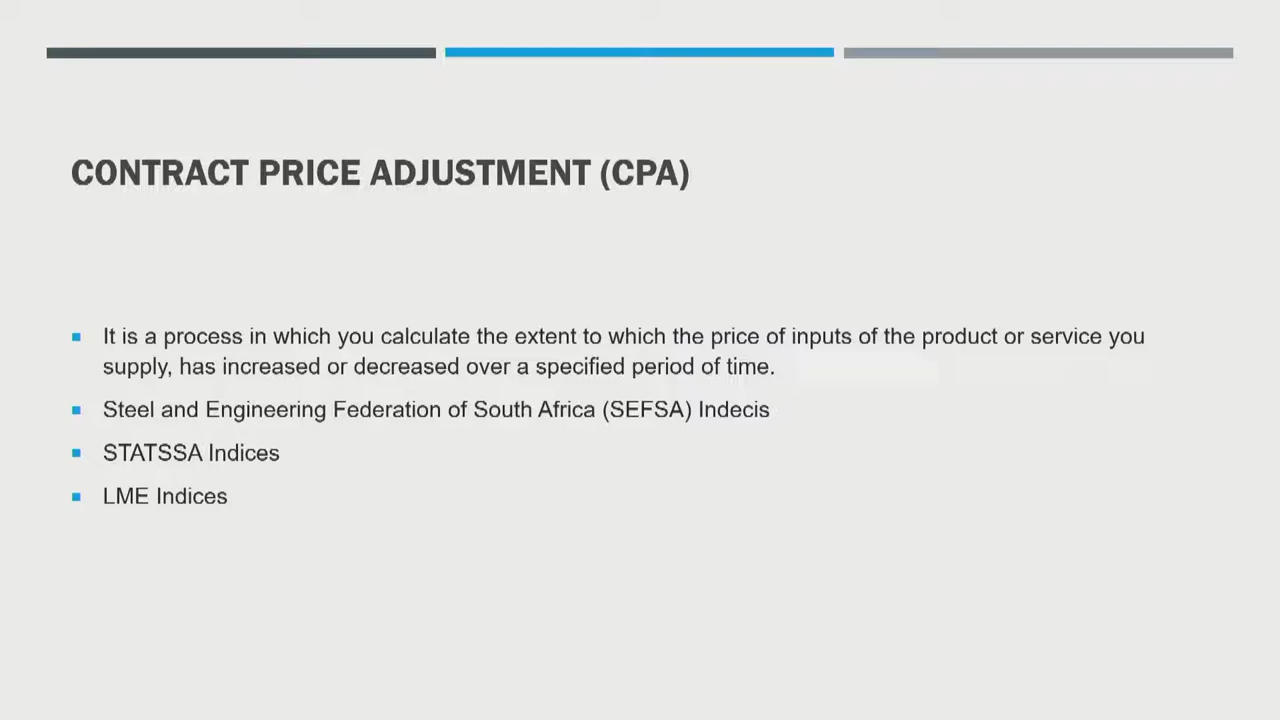 CONTRACT PRICE ADJUSTMENT (CPA)
It is a process in which you calculate the extent to which the price of inputs of the product or service you
supply, has increased or decreased over a specified period of time.
Steel and Engineering Federation of South Africa (SEFSA) Indecis
STATSSA Indices
LME Indices